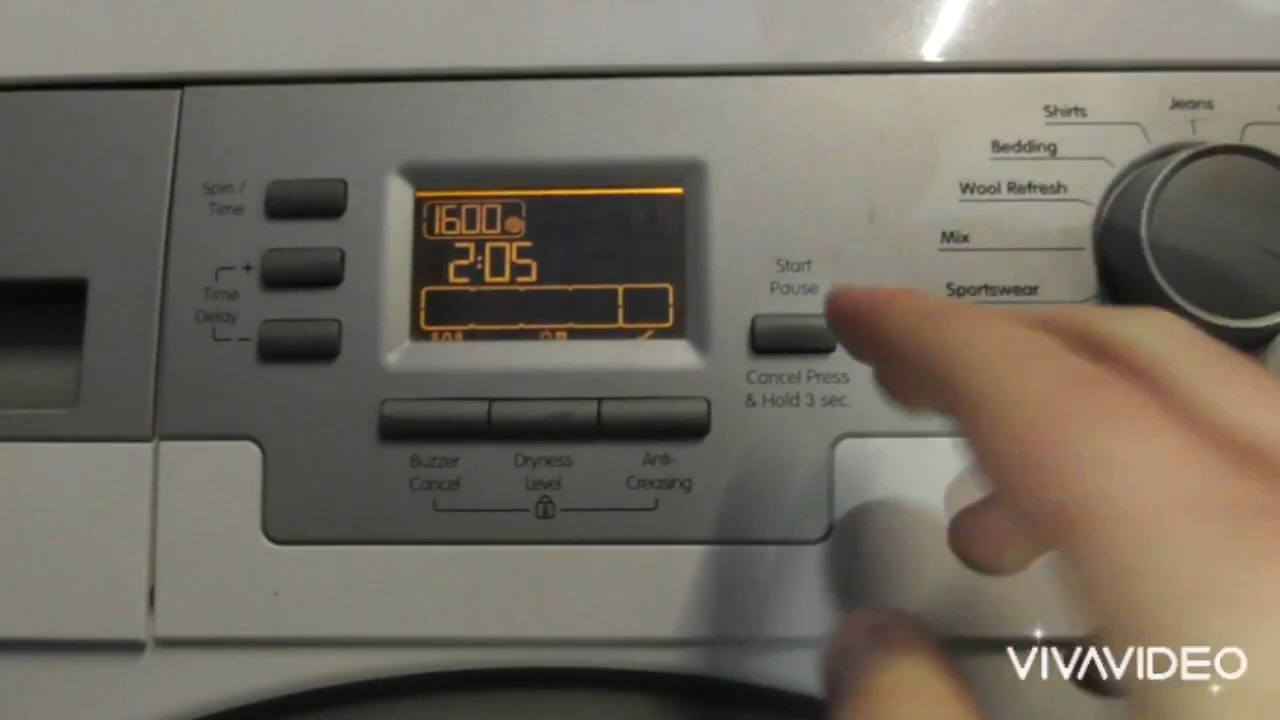 Spin /
Time
+
Time
Delay
-
1600
2:05
Start
Pause
Cancel Press
& Hold 3 sec.
Buzzer
Cancel
Dryness
Level
Anti-
Creasing
Shirts
Jeans
Bedding
Wool Refresh
Mix
Sportswear
VIVAVIDEO